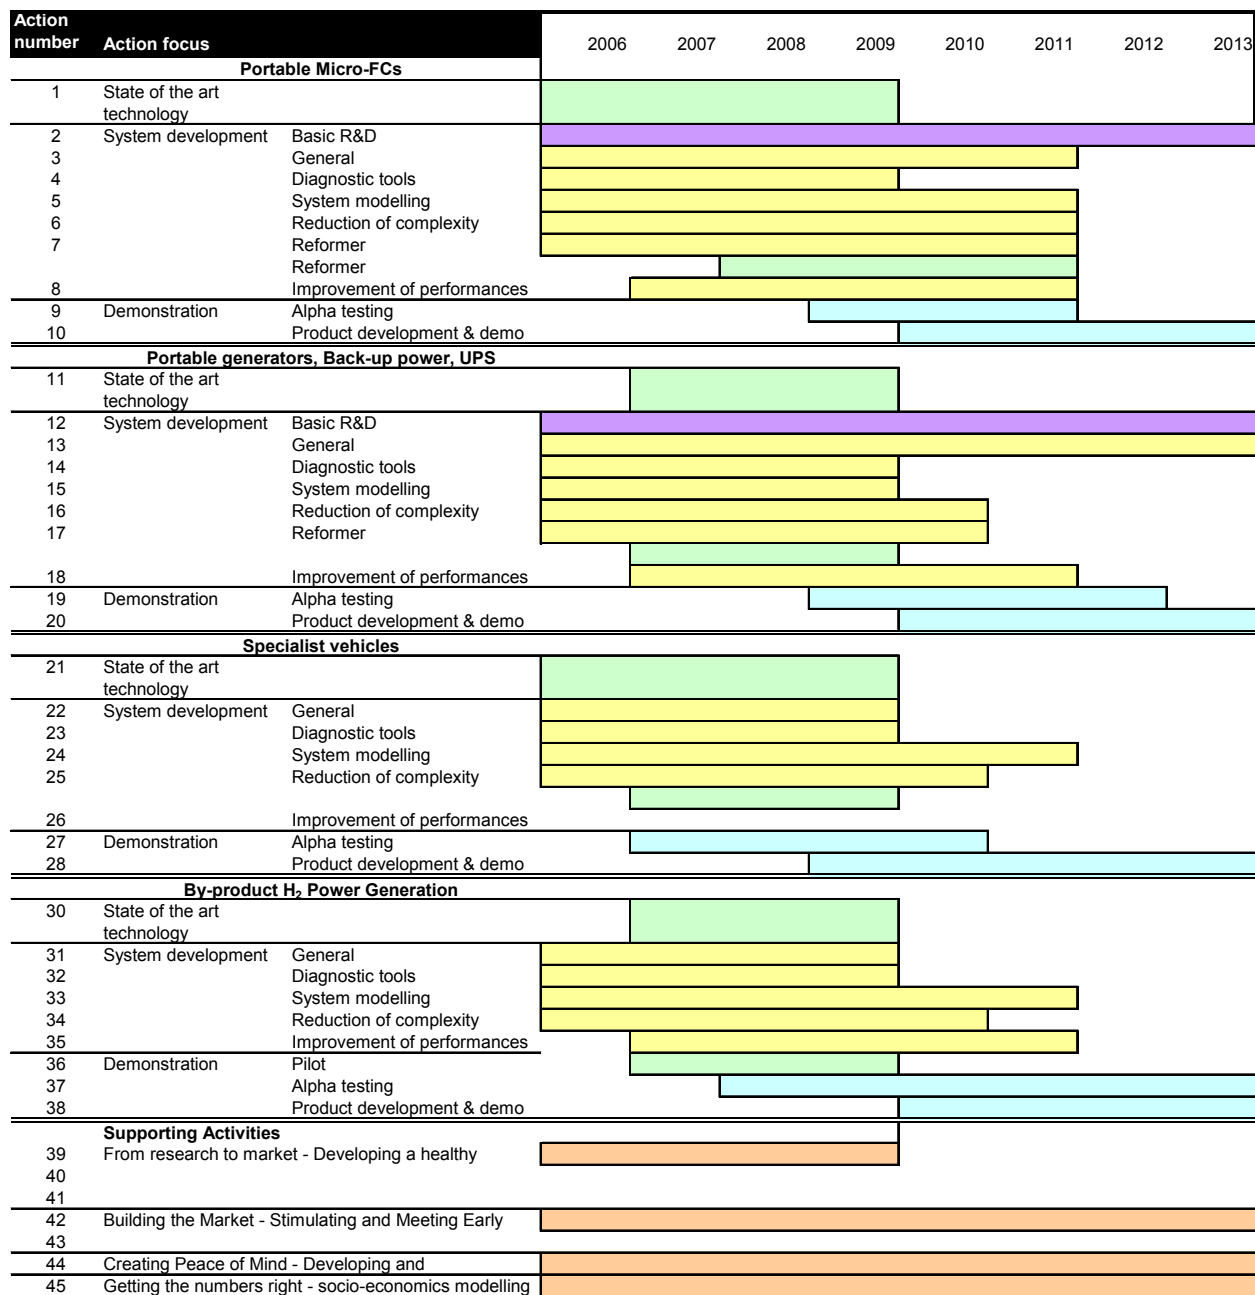 Action
number Action focus 2006 2007 2008 2009 2010 2011 2012 2013
Portable Micro-FCs
1 State of the art
technology
2 System development Basic R&D
3 General
4 Diagnostic tools
5 System modelling
6 Reduction of complexity
7 Reformer
Reformer
8 Improvement of performances
9 Demonstration Alpha testing
10 Product development & demo
Portable generators, Back-up power, UPS
11 State of the art
technology
12 System development Basic R&D
13 General
14 Diagnostic tools
15 System modelling
16 Reduction of complexity
17 Reformer
18 Improvement of performances
19 Demonstration Alpha testing
20 Product development & demo
Specialist vehicles
21 State of the art
technology
22 System development General
23 Diagnostic tools
24 System modelling
25 Reduction of complexity
26 Improvement of performances
27 Demonstration Alpha testing
28 Product development & demo
By-product H₂ Power Generation
30 State of the art
technology
31 System development General
32 Diagnostic tools
33 System modelling
34 Reduction of complexity
35 Improvement of performances
36 Demonstration Pilot
37 Alpha testing
38 Product development & demo
Supporting Activities
39 From research to market - Developing a healthy
40
41
42 Building the Market - Stimulating and Meeting Early
43
44 Creating Peace of Mind - Developing and
45 Getting the numbers right - socio-economics modelling